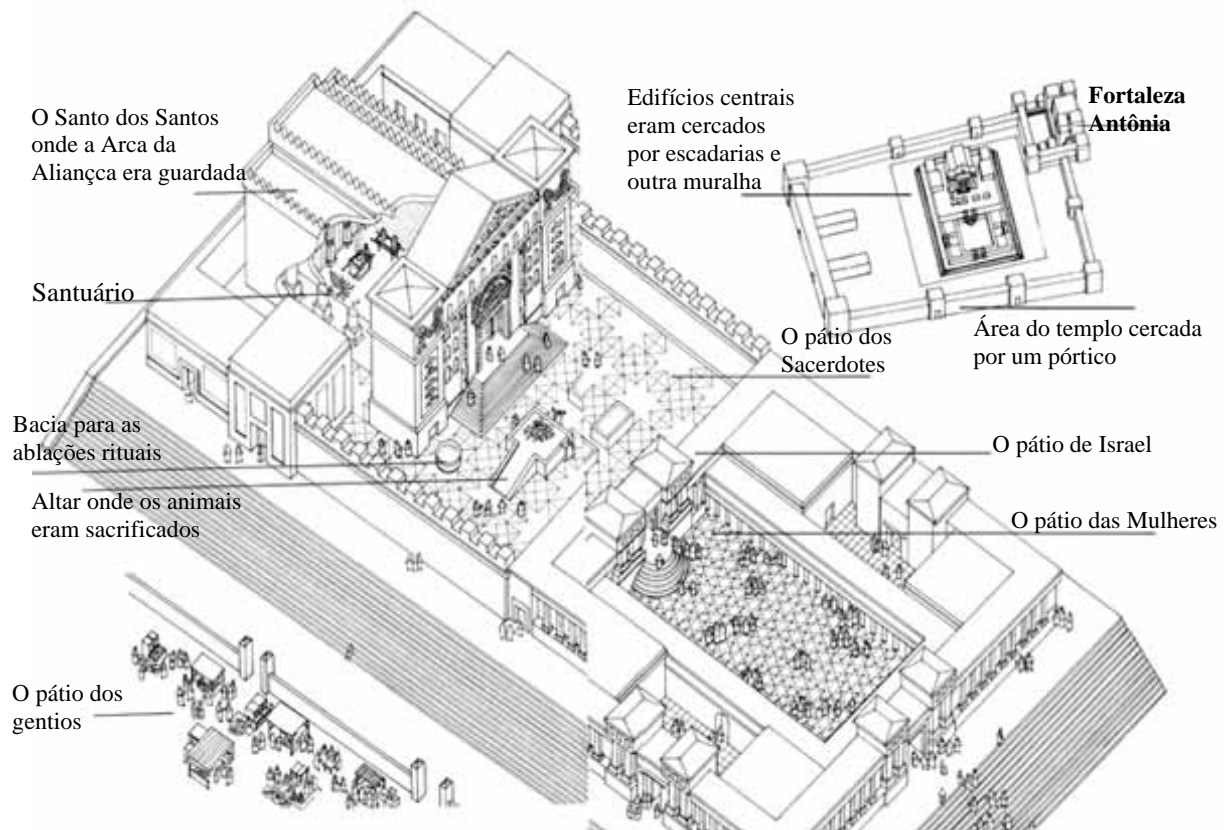 O Santo dos Santos
onde a Arca da
Aliançca era guardada
Santuário
Bacia para as
ablações rituais
Altar onde os animais
eram sacrificados
O pátio dos
gentios
Edifícios centrais
eram cercados
por escadarias e
outra muralha
Fortaleza
Antônia
Área do templo cercada
por um pórtico
O pátio dos
Sacerdotes
O pátio de Israel
O pátio das Mulheres